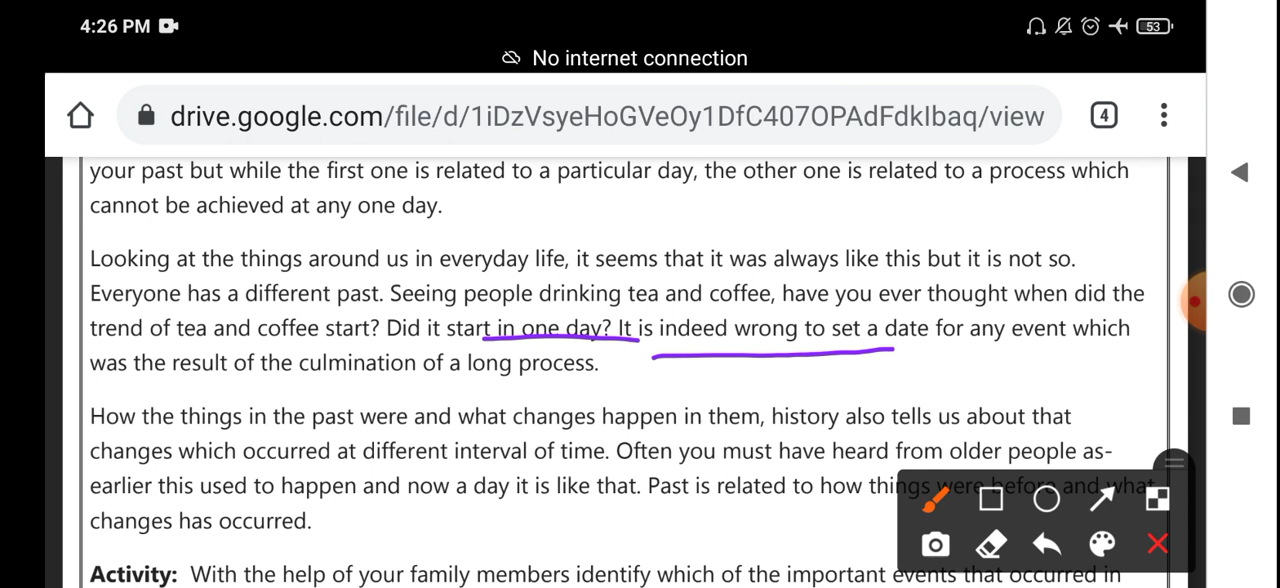 4:26 PM
53
No internet connection
drive.google.com/file/d/1iDzVsyeHoGVeOy1DfC407OPAdFdkIbaq/view
4
your past but while the first one is related to a particular day, the other one is related to a process which
cannot be achieved at any one day.
Looking at the things around us in everyday life, it seems that it was always like this but it is not so.
Everyone has a different past. Seeing people drinking tea and coffee, have you ever thought when did the
trend of tea and coffee start? Did it start in one day? It is indeed wrong to set a date for any event which
was the result of the culmination of a long process.
How the things in the past were and what changes happen in them, history also tells us about that
changes which occurred at different interval of time. Often you must have heard from older people as-
earlier this used to happen and now a day it is like that. Past is related to how things were before and what
changes has occurred.
Activity: With the help of your family members identify which of the important events that occurred in